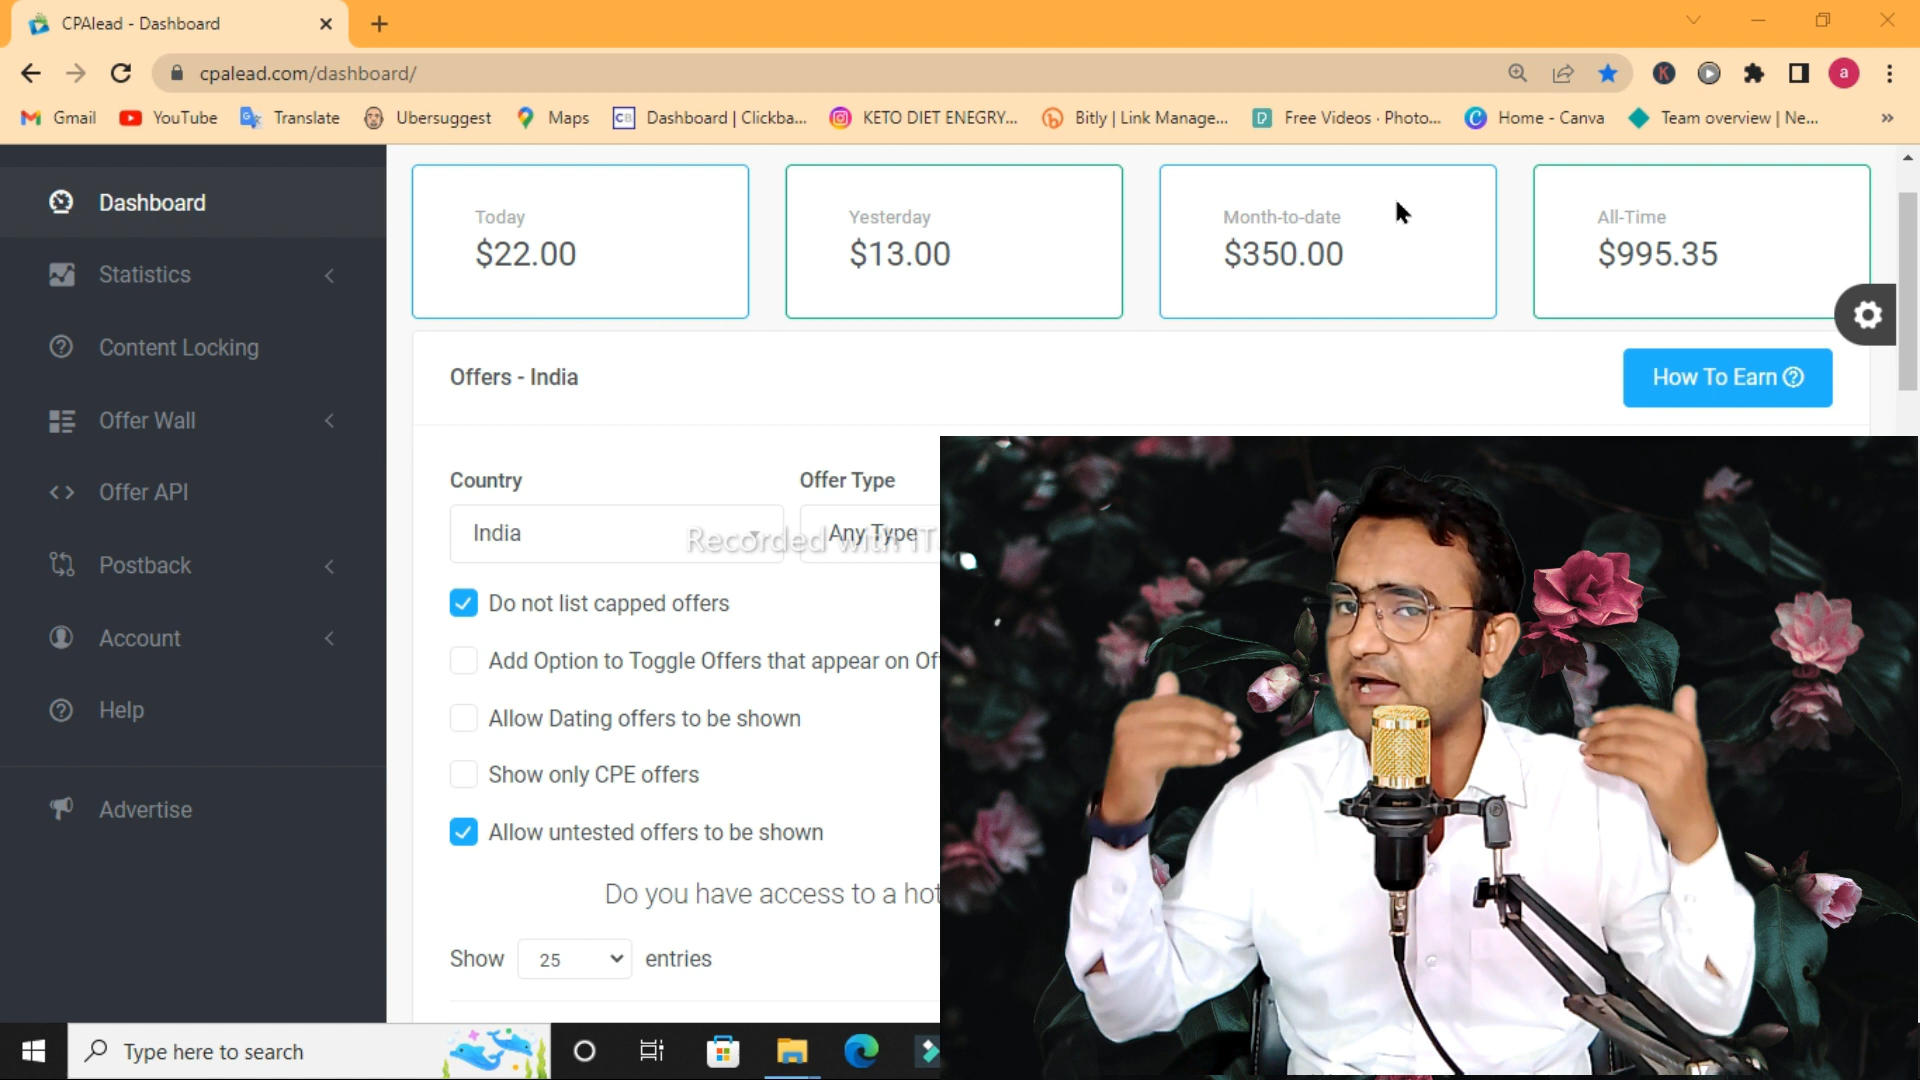 CPAlead - Dashboard
cpalead.com/dashboard/
K
a
Gmail YouTube Translate Ubersuggest Maps CB Dashboard | Clickba... KETO DIET ENEGRY... Bitly | Link Manage... Free Videos · Photo... Home - Canva Team overview | Ne... »
Dashboard
Statistics
Content Locking
Offer Wall
Offer API
Postback
Account
Help
Advertise
Today
$22.00
Yesterday
$13.00
Month-to-date
$350.00
All-Time
$995.35
Offers - India
How To Earn
Country
India
Offer Type
Any Type
Recorded with iT
Do not list capped offers
Add Option to Toggle Offers that appear on Of
Allow Dating offers to be shown
Show only CPE offers
Allow untested offers to be shown
Do you have access to a hot
Show 25 entries
Type here to search